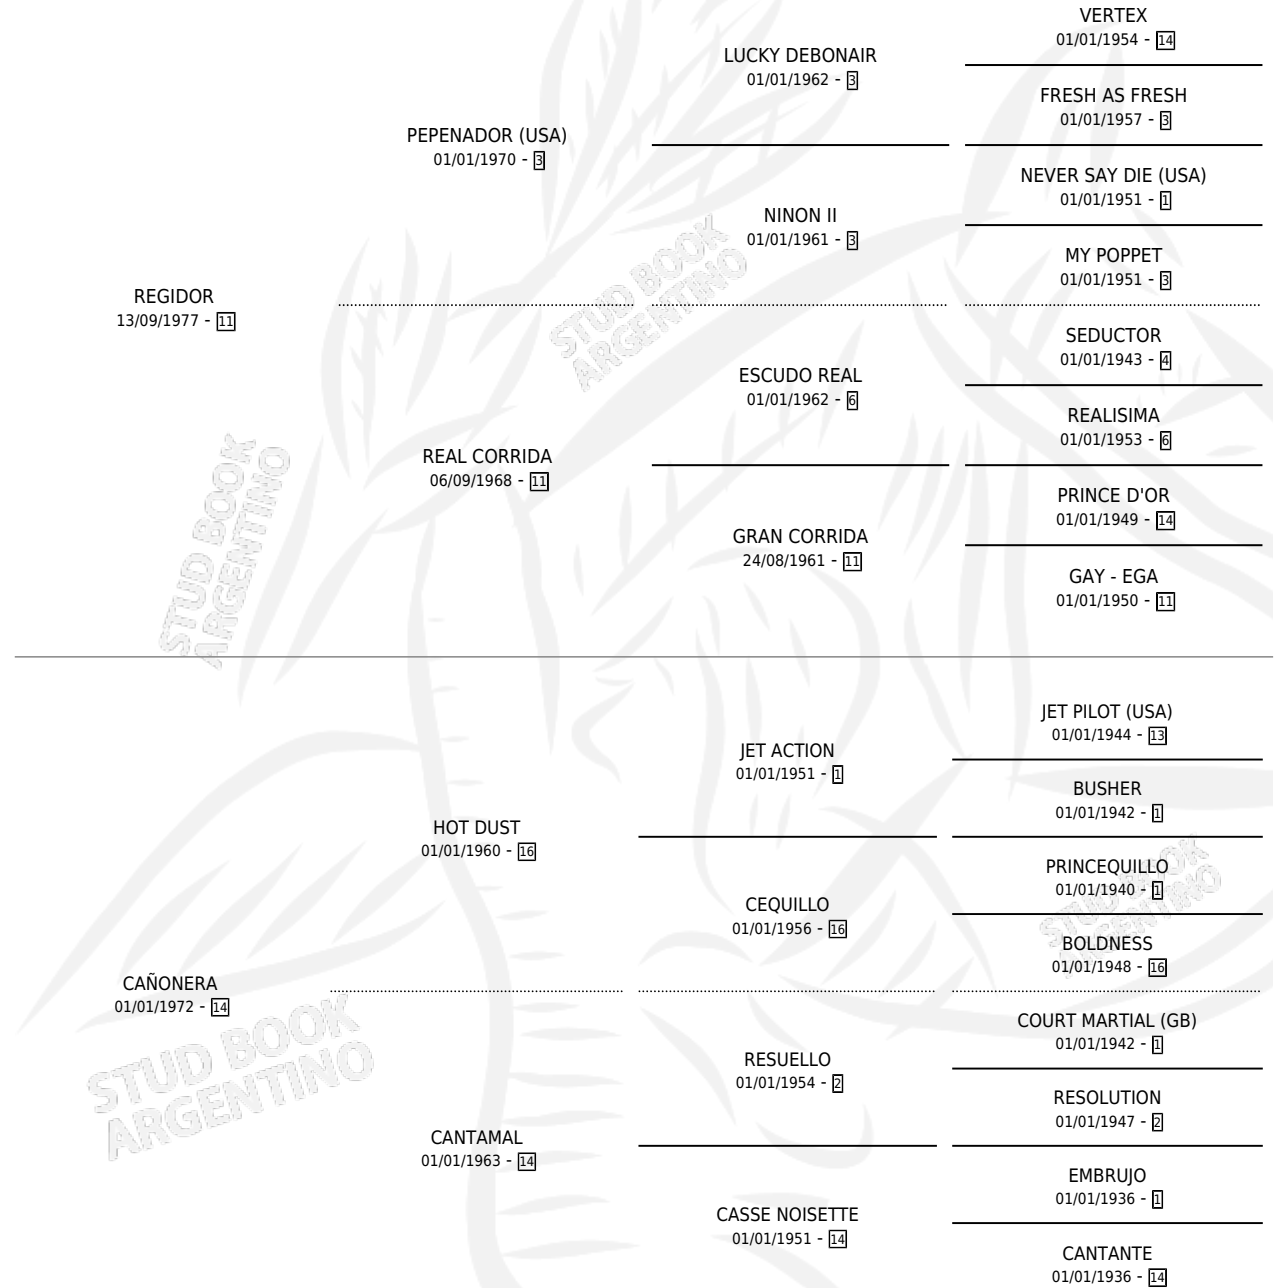 VERTEX
01/01/1954 - 14
LUCKY DEBONAIR
01/01/1962 - 3
FRESH AS FRESH
01/01/1957 - 3
PEPENADOR (USA)
01/01/1970 - 3
NEVER SAY DIE (USA)
01/01/1951 - 1
NINON II
01/01/1961 - 3
MY POPPET
01/01/1951 - 3
REGIDOR
13/09/1977 - 11
SEDUCTOR
01/01/1943 - 4
ESCUDO REAL
01/01/1962 - 6
REALISIMA
01/01/1953 - 6
REAL CORRIDA
06/09/1968 - 11
PRINCE D'OR
01/01/1949 - 14
GRAN CORRIDA
24/08/1961 - 11
GAY - EGA
01/01/1950 - 11
JET PILOT (USA)
01/01/1944 - 13
JET ACTION
01/01/1951 - 1
BUSHER
01/01/1942 - 1
HOT DUST
01/01/1960 - 16
PRINCEQUILLO
01/01/1940 - 1
CEQUILLO
01/01/1956 - 16
BOLDNESS
01/01/1948 - 16
CAÑONERA
01/01/1972 - 14
COURT MARTIAL (GB)
01/01/1942 - 1
RESUELLO
01/01/1954 - 2
RESOLUTION
01/01/1947 - 2
CANTAMAL
01/01/1963 - 14
EMBRUJO
01/01/1936 - 1
CASSE NOISETTE
01/01/1951 - 14
CANTANTE
01/01/1936 - 14
STUD BOOK
ARGENTINO
STUD BOOK
ARGENTINO
STUD BOOK
ARGENTINO
STUD BOOK
ARGENTINO